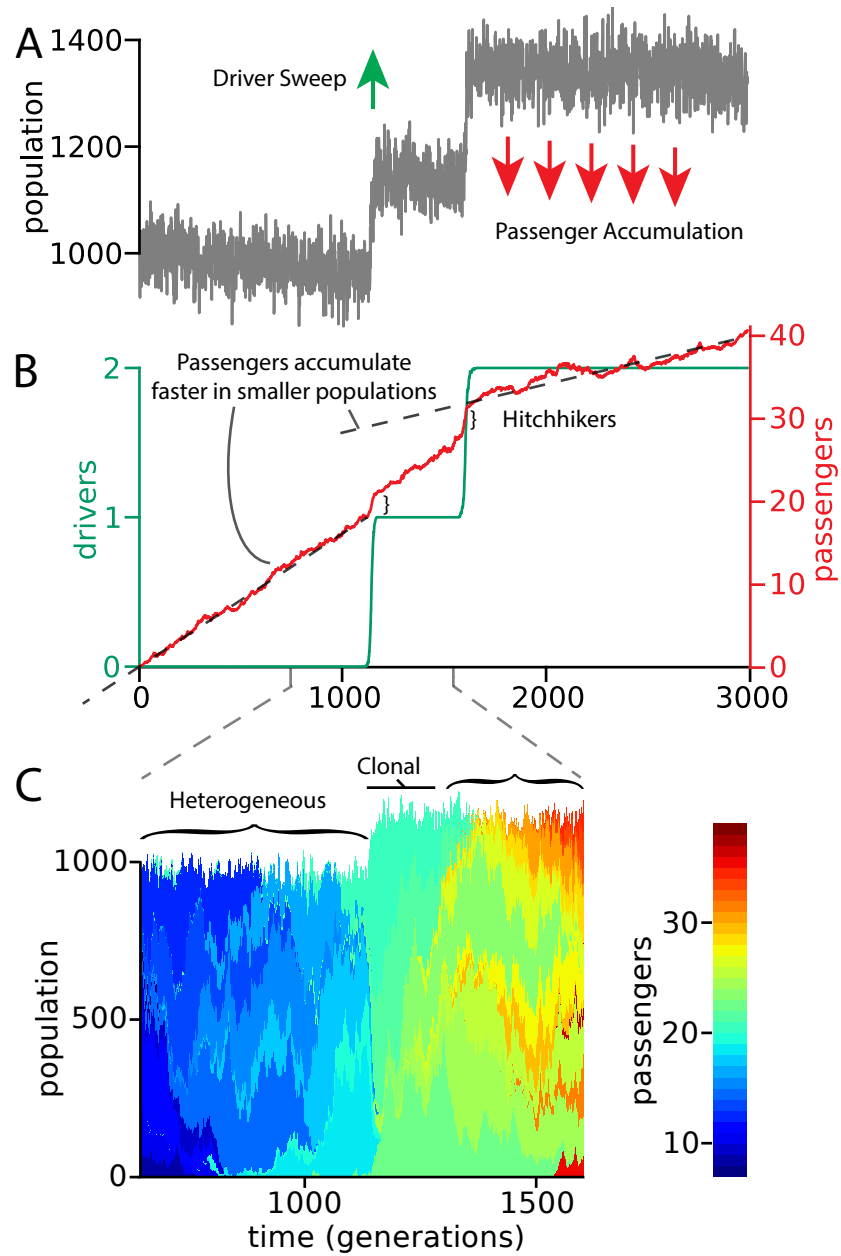 A
1400
1200
1000
population
Driver Sweep
Passenger Accumulation
B
2
1
0
drivers
Passengers accumulate
faster in smaller populations
}
}
Hitchhikers
40
30
20
10
0
passengers
0
1000
2000
3000
C
Heterogeneous
Clonal
1000
500
0
population
1000
1500
time (generations)
30
20
10
passengers